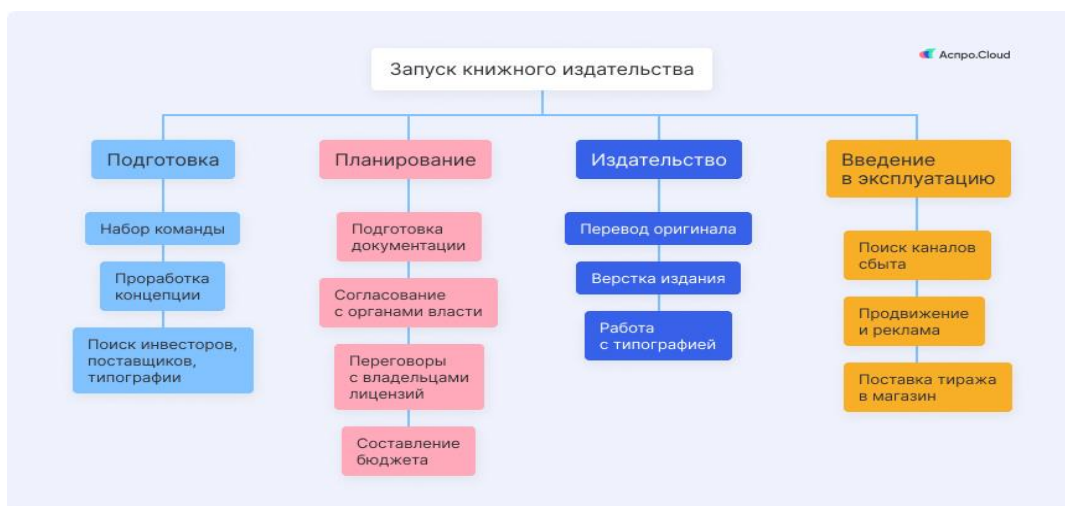 Запуск книжного издательства
Аспро.Cloud
Подготовка
Набор команды
Проработка
концепции
Поиск инвесторов,
поставщиков,
типографии
Планирование
Подготовка
документации
Согласование
с органами власти
Переговоры
с владельцами
лицензий
Составление
бюджета
Издательство
Перевод оригинала
Верстка издания
Работа
с типографией
Введение
в эксплуатацию
Поиск каналов
сбыта
Продвижение
и реклама
Поставка тиража
в магазин